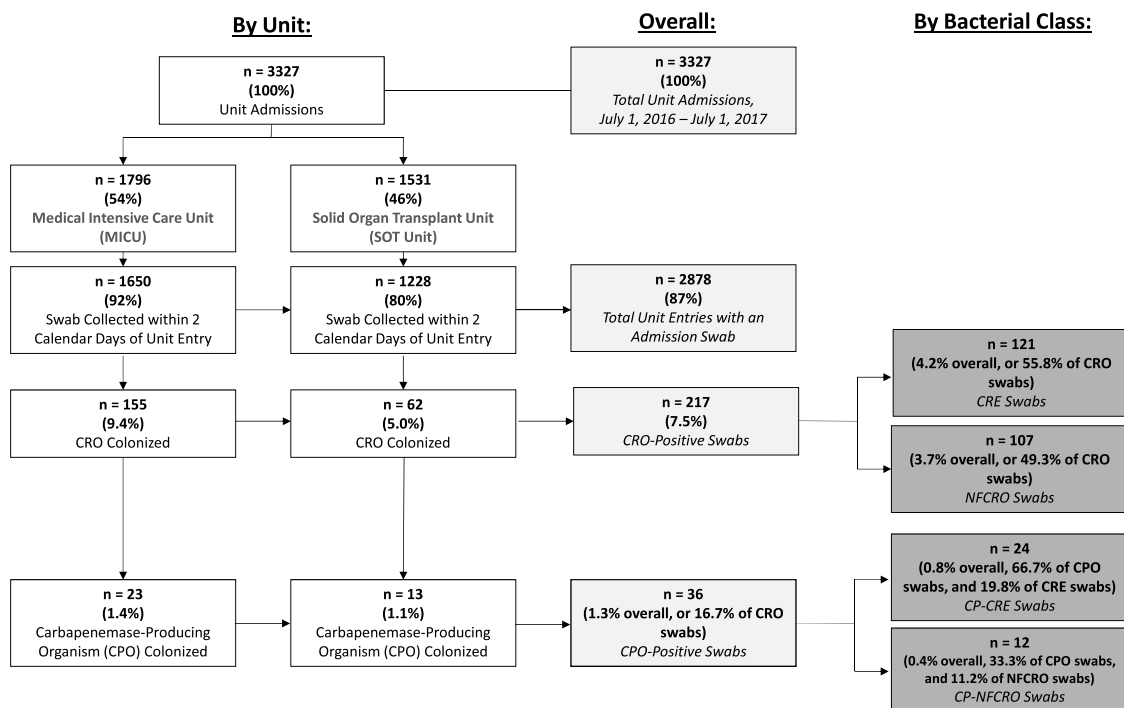 By Unit:
Overall:
By Bacterial Class:
n = 3327
(100%)
Unit Admissions
n = 3327
(100%)
Total Unit Admissions,
July 1, 2016 – July 1, 2017
n = 1796
(54%)
Medical Intensive Care Unit
(MICU)
n = 1531
(46%)
Solid Organ Transplant Unit
(SOT Unit)
n = 1650
(92%)
Swab Collected within 2
Calendar Days of Unit Entry
n = 1228
(80%)
Swab Collected within 2
Calendar Days of Unit Entry
n = 2878
(87%)
Total Unit Entries with an
Admission Swab
n = 121
(4.2% overall, or 55.8% of CRO
swabs)
CRE Swabs
n = 155
(9.4%)
CRO Colonized
n = 62
(5.0%)
CRO Colonized
n = 217
(7.5%)
CRO-Positive Swabs
n = 107
(3.7% overall, or 49.3% of CRO
swabs)
NFCRO Swabs
n = 24
(0.8% overall, 66.7% of CPO
swabs, and 19.8% of CRE swabs)
CP-CRE Swabs
n = 23
(1.4%)
Carbapenemase-Producing
Organism (CPO) Colonized
n = 13
(1.1%)
Carbapenemase-Producing
Organism (CPO) Colonized
n = 36
(1.3% overall, or 16.7% of CRO
swabs)
CPO-Positive Swabs
n = 12
(0.4% overall, 33.3% of CPO swabs,
and 11.2% of NFCRO swabs)
CP-NFCRO Swabs